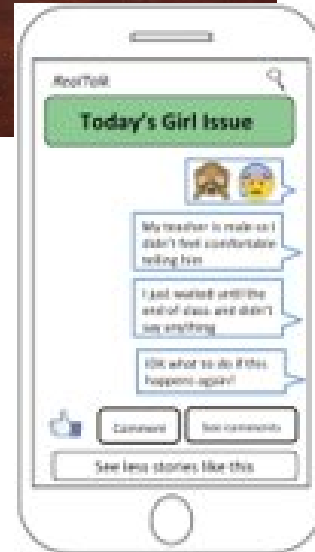 RealTalk
Today's Girl Issue
My teacher is male so I
didn't feel comfortable
telling him
I just waited until the
end of class and didn't
say anything
IDK what to do if this
happens again!
Comment
See comments
See less stories like this